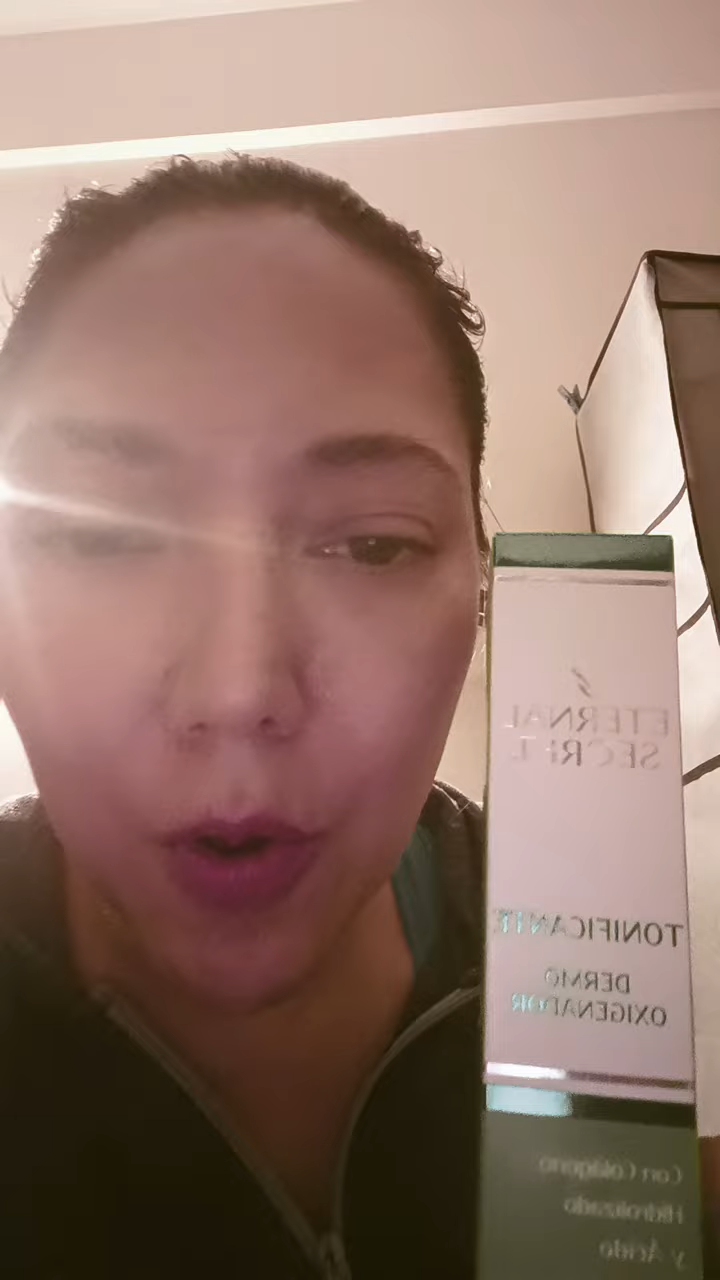 ETERNAL
SECRET
TONIFICANTE
DERMO
OXIGENADOR
Con Colágeno
Hidrolizado
y Ácido